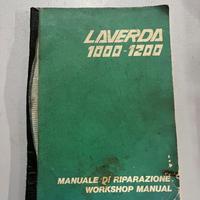 LAVERDA
1000-1200
MANUALE DI RIPARAZIONE
WORKSHOP MANUAL